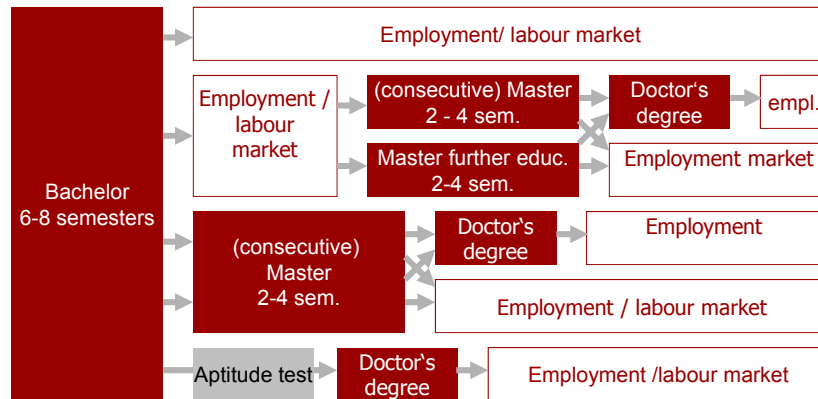 Bachelor
6-8 semesters
Employment/ labour market
Employment /
labour
market
(consecutive) Master
2 - 4 sem.
Doctor‘s
degree
empl.
Master further educ.
2-4 sem.
Employment market
(consecutive)
Master
2-4 sem.
Doctor‘s
degree
Employment
Employment / labour market
Aptitude test
Doctor‘s
degree
Employment /labour market